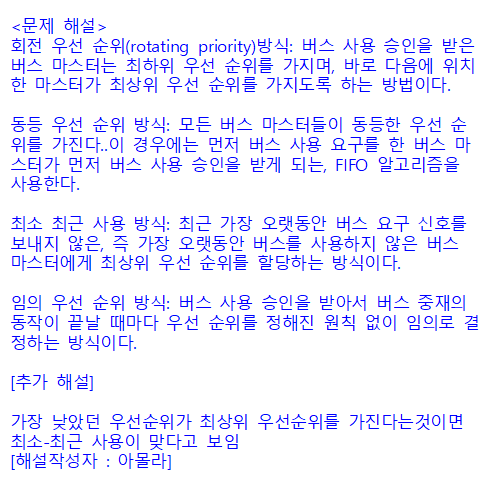 <문제 해설>
회전 우선 순위(rotating priority)방식: 버스 사용 승인을 받은
버스 마스터는 최하위 우선 순위를 가지며, 바로 다음에 위치
한 마스터가 최상위 우선 순위를 가지도록 하는 방법이다.
동등 우선 순위 방식: 모든 버스 마스터들이 동등한 우선 순
위를 가진다..이 경우에는 먼저 버스 사용 요구를 한 버스 마
스터가 먼저 버스 사용 승인을 받게 되는, FIFO 알고리즘을
사용한다.
최소 최근 사용 방식: 최근 가장 오랫동안 버스 요구 신호를
보내지 않은, 즉 가장 오랫동안 버스를 사용하지 않은 버스
마스터에게 최상위 우선 순위를 할당하는 방식이다.
임의 우선 순위 방식: 버스 사용 승인을 받아서 버스 중재의
동작이 끝날 때마다 우선 순위를 정해진 원칙 없이 임의로 결
정하는 방식이다.
[추가 해설]
가장 낮았던 우선순위가 최상위 우선순위를 가진다는것이면
최소-최근 사용이 맞다고 보임
[해설작성자 : 아몰라]